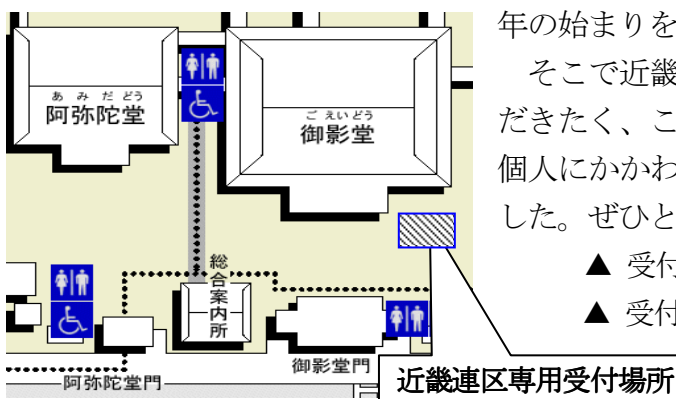 年の始まりを
そこで近畿
だきたく、こ
個人にかかわ
した。ぜひと
▲ 受付
▲ 受付
あみだどう
阿弥陀堂
ごえいどう
御影堂
総合案内所
御影堂門
阿弥陀堂門
近畿連区専用受付場所